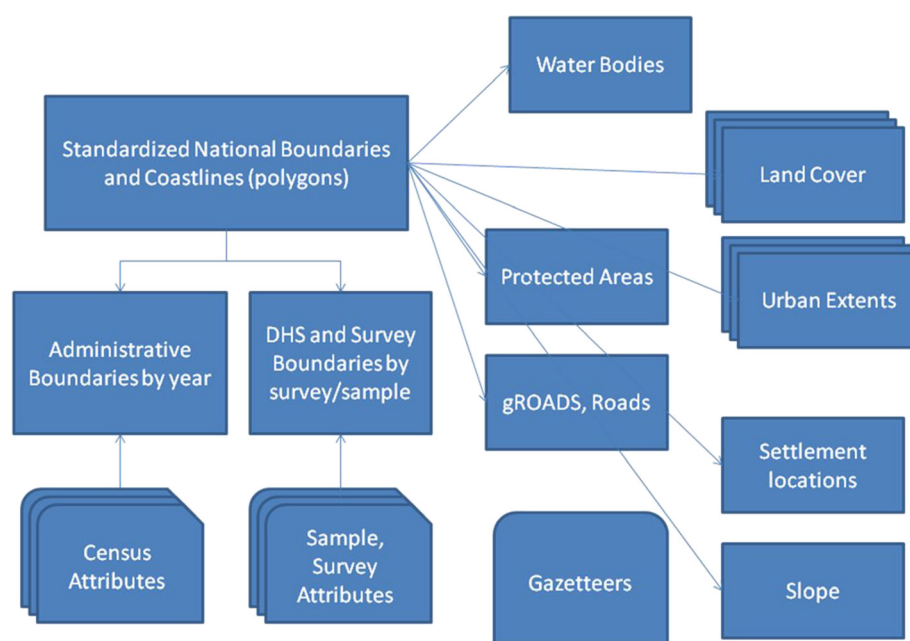 Water Bodies
Standardized National Boundaries
and Coastlines (polygons)
Land Cover
Protected Areas
Urban Extents
Administrative
Boundaries by year
DHS and Survey
Boundaries by
survey/sample
gROADS, Roads
Settlement
locations
Census
Attributes
Sample,
Survey
Attributes
Gazetteers
Slope